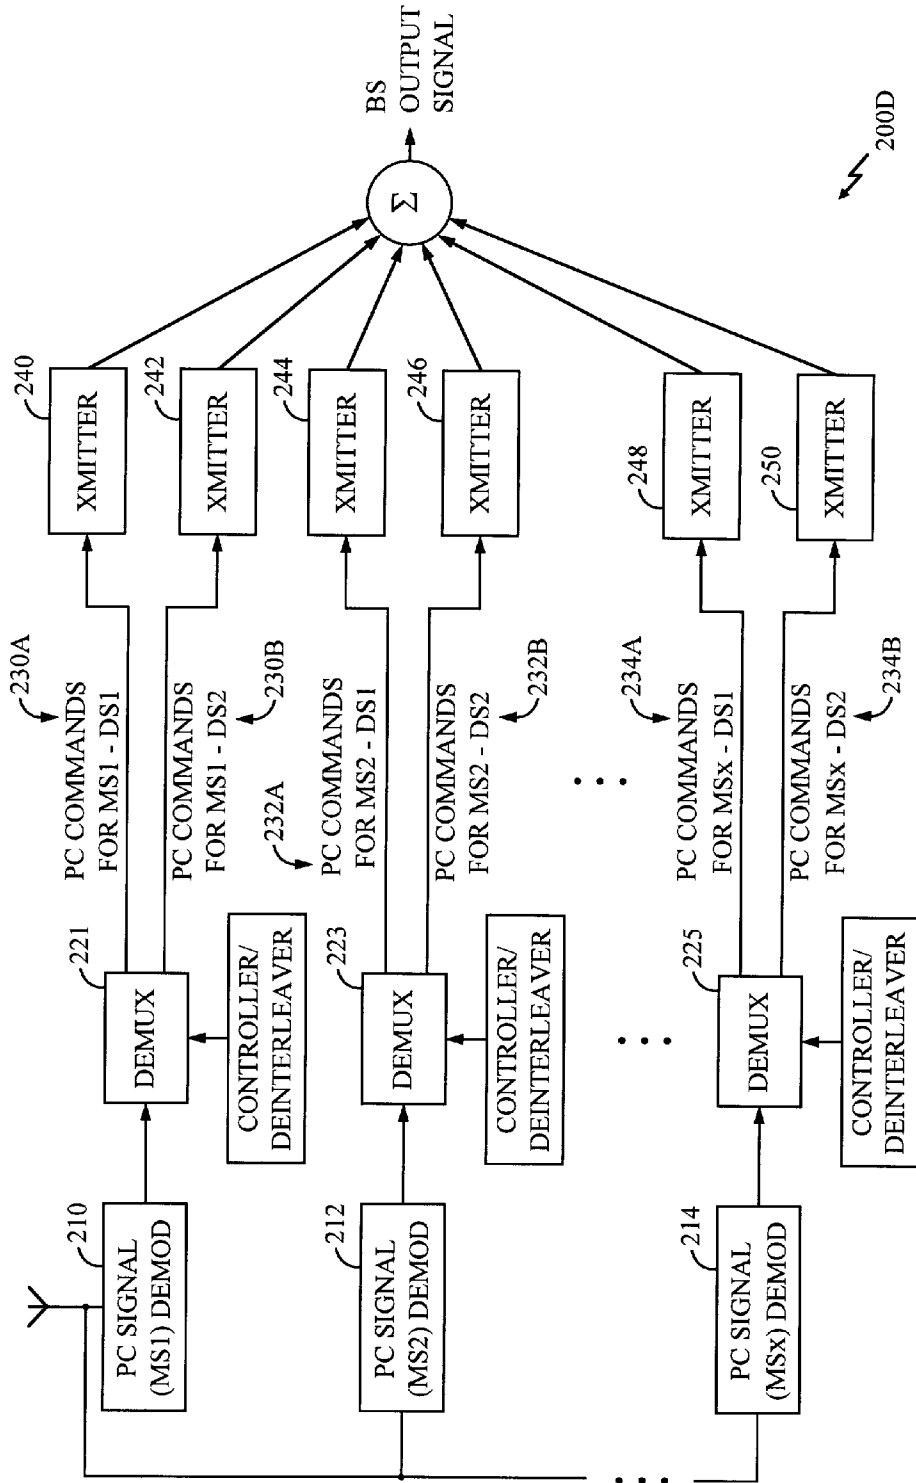 210
PC SIGNAL
(MS1) DEMOD
221
DEMUX
CONTROLLER/
DEINTERLEAVER
230A
PC COMMANDS
FOR MS1 - DS1
PC COMMANDS
FOR MS1 - DS2
230B
240
XMITTER
242
XMITTER
212
PC SIGNAL
(MS2) DEMOD
223
DEMUX
CONTROLLER/
DEINTERLEAVER
232A
PC COMMANDS
FOR MS2 - DS1
PC COMMANDS
FOR MS2 - DS2
232B
244
XMITTER
246
XMITTER
214
PC SIGNAL
(MSx) DEMOD
225
DEMUX
CONTROLLER/
DEINTERLEAVER
234A
PC COMMANDS
FOR MSx - DS1
PC COMMANDS
FOR MSx - DS2
234B
248
XMITTER
250
XMITTER
Σ
BS
OUTPUT
SIGNAL
200D